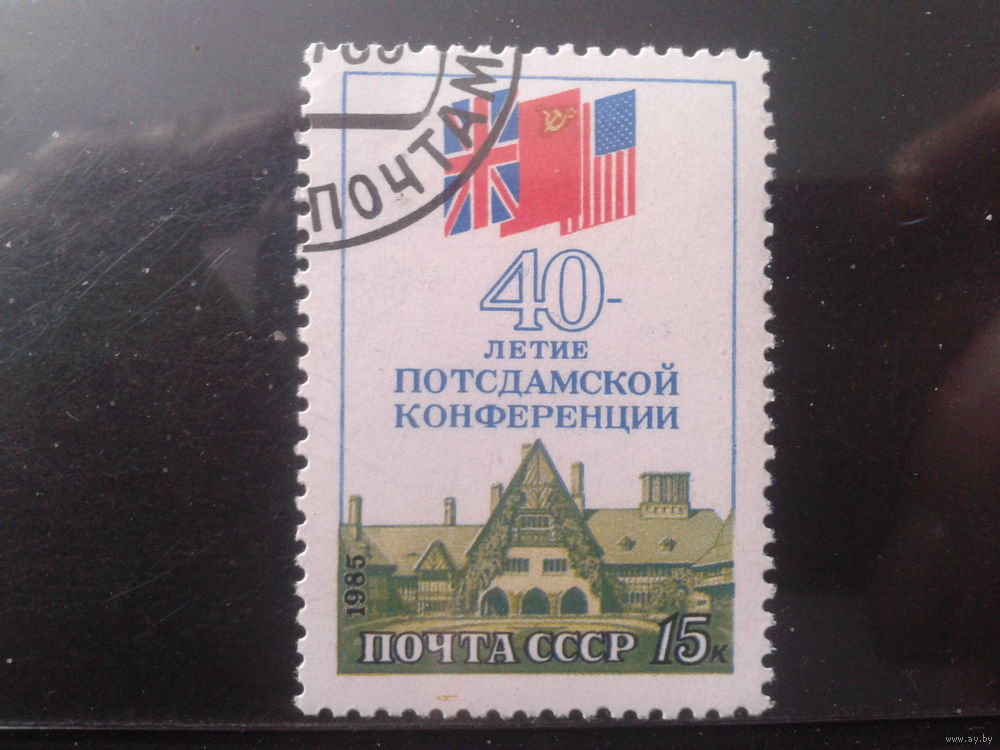 ПОЧТАМ
40-
ЛЕТИЕ
ПОТСДАМСКОЙ
КОНФЕРЕНЦИИ
1985
ПОЧТА СССР 15к
www.ay.by